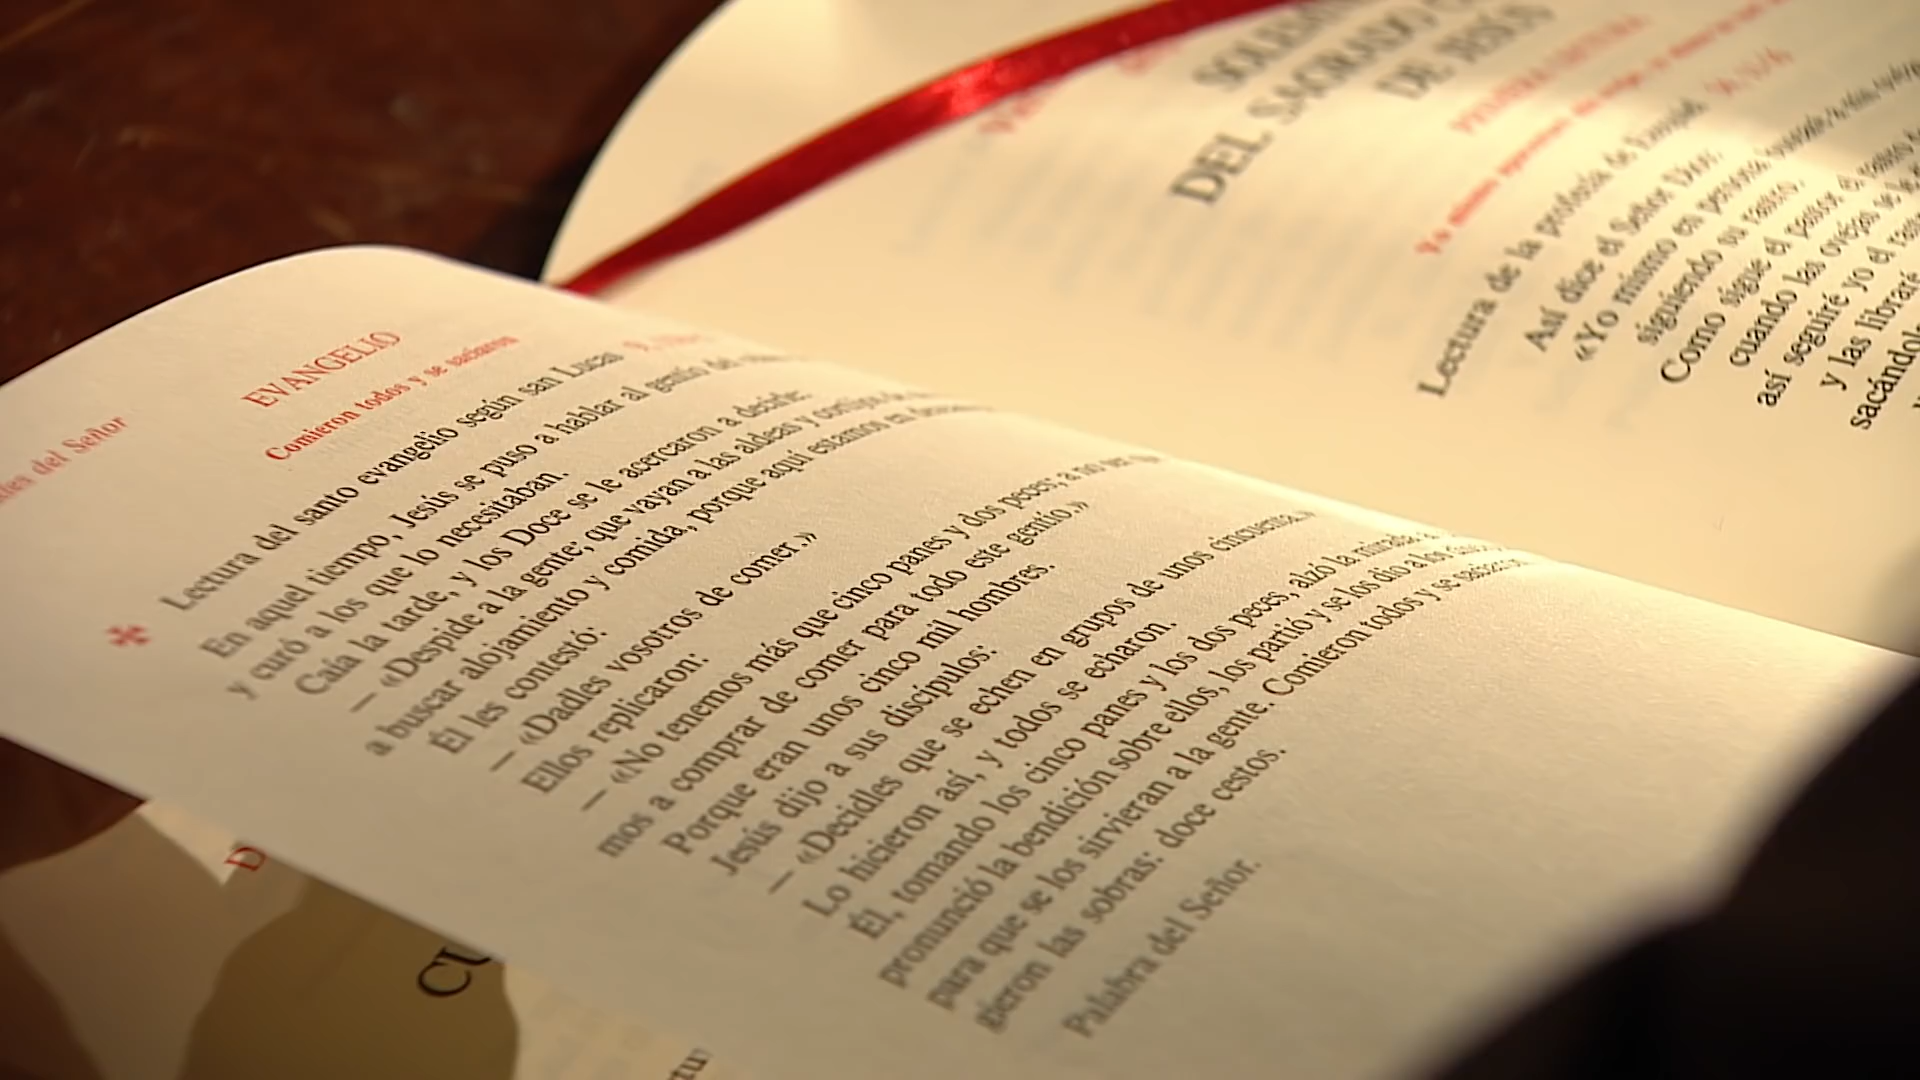 del Señor
EVANGELIO
Comieron todos y se saciaron
Lectura del santo evangelio según san Lucas
En aquel tiempo, Jesús se puso a hablar al gentío del
y curó a los que lo necesitaban.
Caía la tarde, y los Doce se le acercaron a decirle:
— «Despide a la gente; que vayan a las aldeas y cortijos
a buscar alojamiento y comida, porque aquí estamos en
Él les contestó:
— «Dadles vosotros de comer.»
Ellos replicaron:
— «No tenemos más que cinco panes y dos peces; a no ser
mos a comprar de comer para todo este gentío.»
Porque eran unos cinco mil hombres.
Jesús dijo a sus discípulos:
— «Decidles que se echen en grupos de unos cincuenta.»
Lo hicieron así, y todos se echaron.
Él, tomando los cinco panes y los dos peces, alzó la mirada
pronunció la bendición sobre ellos, los partió y se los dio a los
para que se los sirvieran a la gente. Comieron todos y se saciaron
gieron las sobras: doce cestos.
Palabra del Señor.
SOLEMN
DEL SAGRADO
DE JESÚS
PRIMERA LECTURA
Lectura de la profecía de Ezequiel
Así dice el Señor Dios:
«Yo mismo en persona
siguiendo su rastro.
Como sigue el pastor el rastro
cuando las ovejas se le
así seguiré yo el
y las libraré
sacándol
D
CU